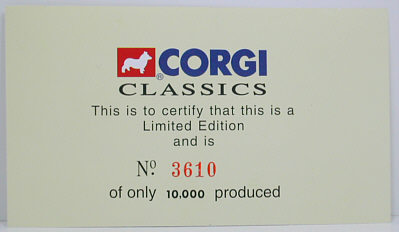 ® CORGI
CLASSICS
This is to certify that this is a
Limited Edition
and is
Nº. 3610
of only 10,000 produced